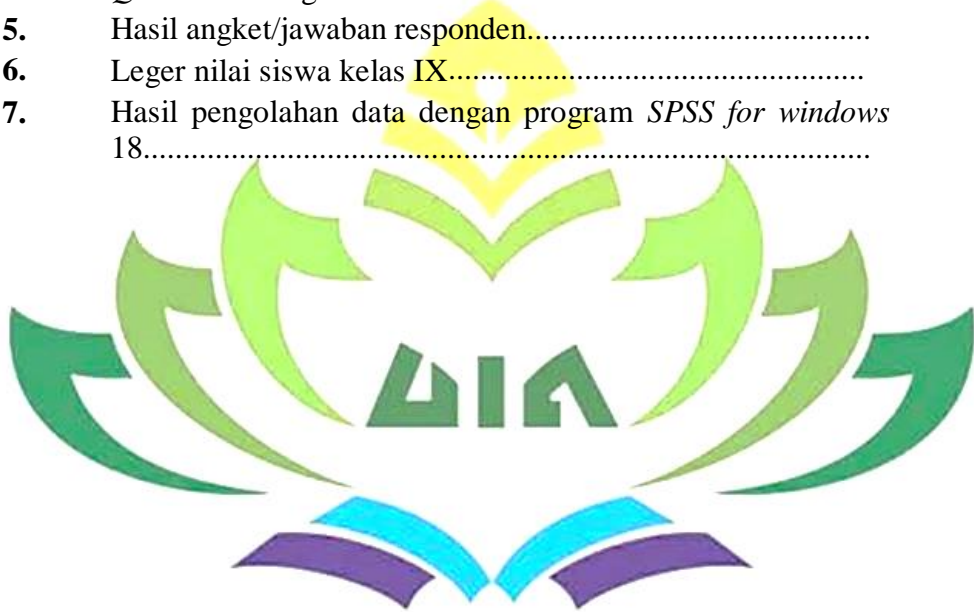 5. Hasil angket/jawaban responden..........................................
6. Leger nilai siswa kelas IX...................................................
7. Hasil pengolahan data dengan program SPSS for windows
18.........................................................................................
UIN